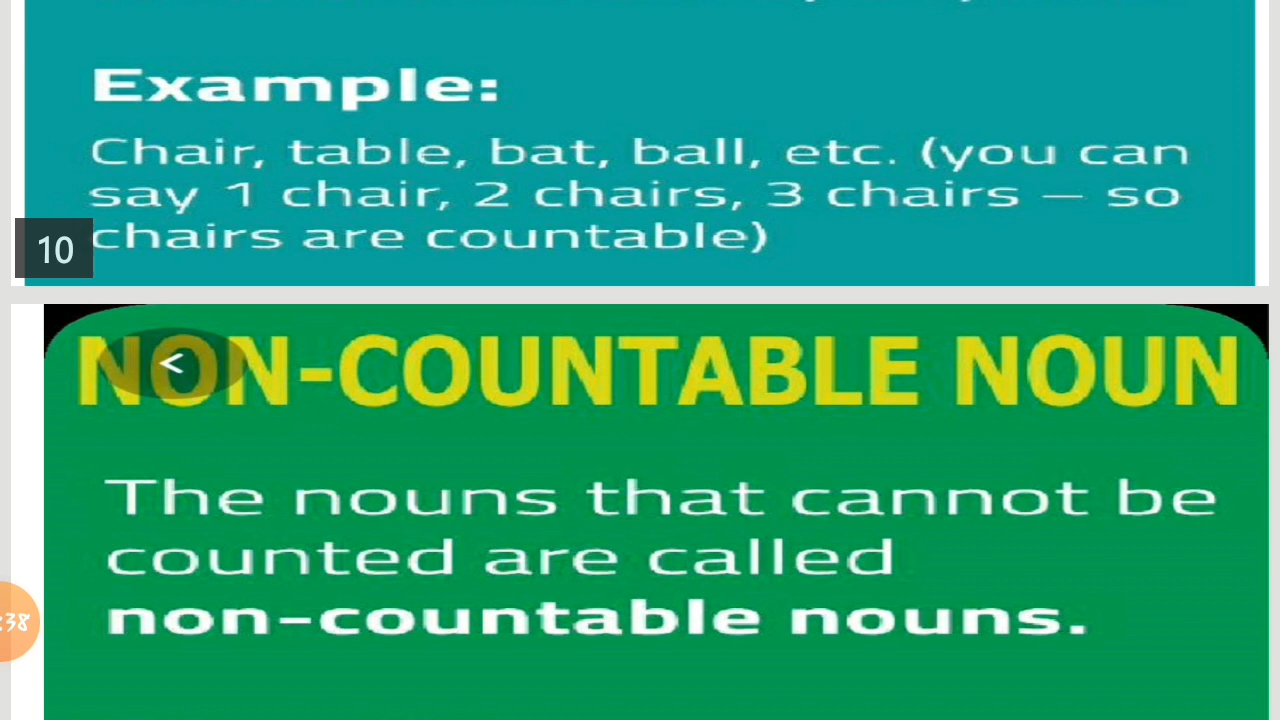 Example:
Chair, table, bat, ball, etc. (you can
say 1 chair, 2 chairs, 3 chairs – so
chairs are countable)
10
<
NON-COUNTABLE NOUN
The nouns that cannot be
counted are called
non-countable nouns.
:38